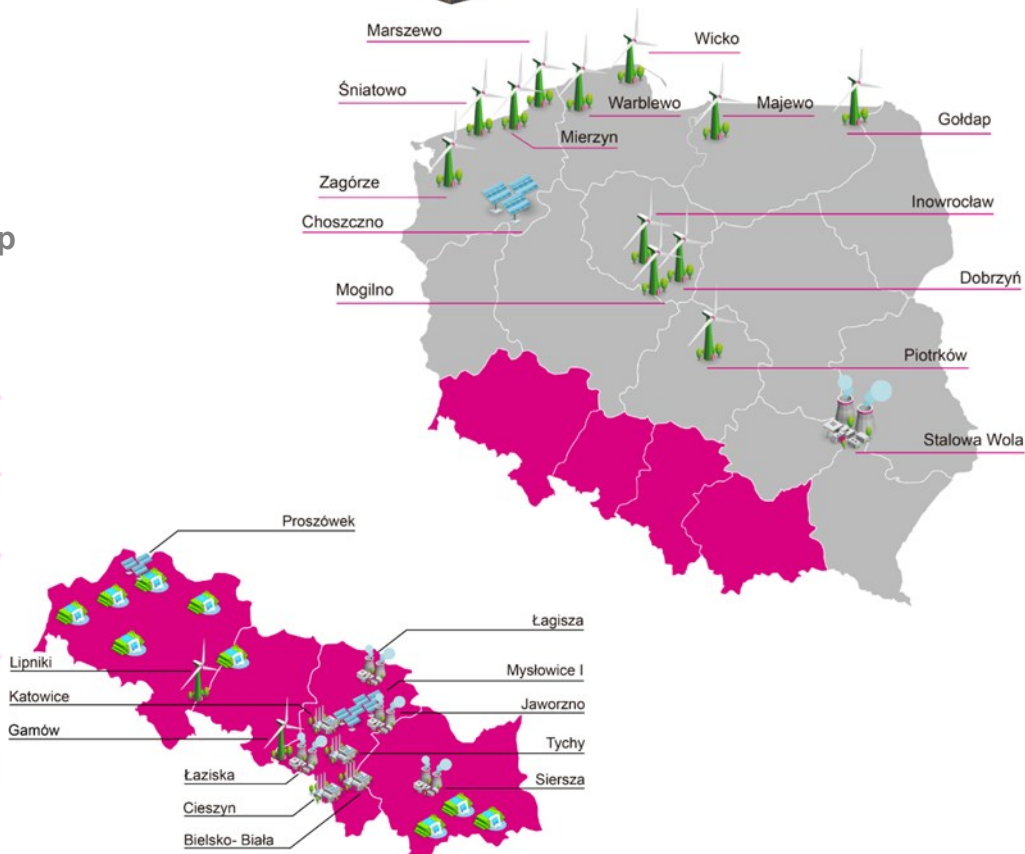 Marszewo
Wicko
Śniatowo
Warblewo
Majewo
Gołdap
Mierzyn
Zagórze
Inowrocław
Choszczno
p
Dobrzyń
Mogilno
Piotrków
Stalowa Wola
Proszówek
Łagisza
Lipniki
Mysłowice I
Katowice
Jaworzno
Gamów
Tychy
Łaziska
Siersza
Cieszyn
Bielsko- Biała